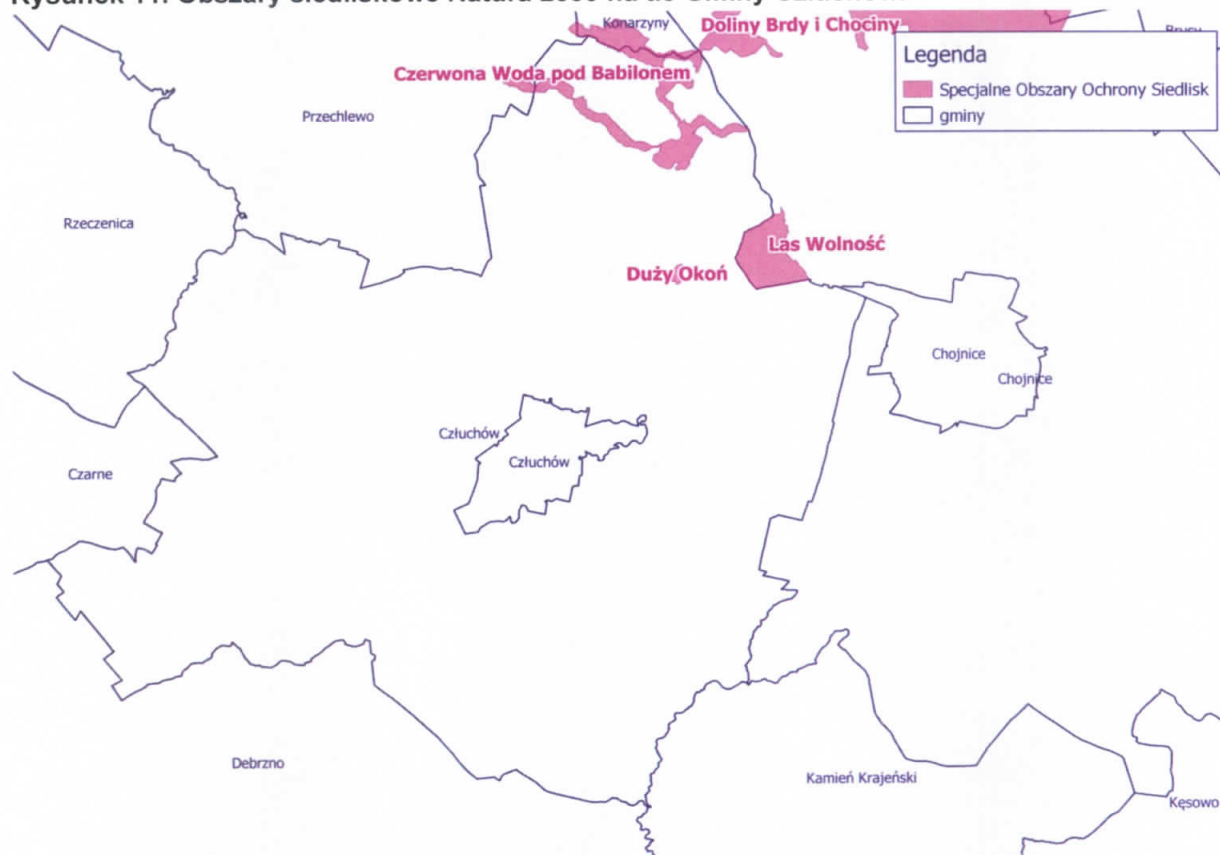 Konarzyny
Doliny Brdy i Chociny
Legenda
Czerwona Woda pod Babilonem
Specjalne Obszary Ochrony Siedlisk
gminy
Przechlewo
Rzeczenica
Las Wolność
Duży Okoń
Chojnice
Chojnice
Człuchów
Człuchów
Czarne
Debrzno
Kamień Krajeński
Kęsowo